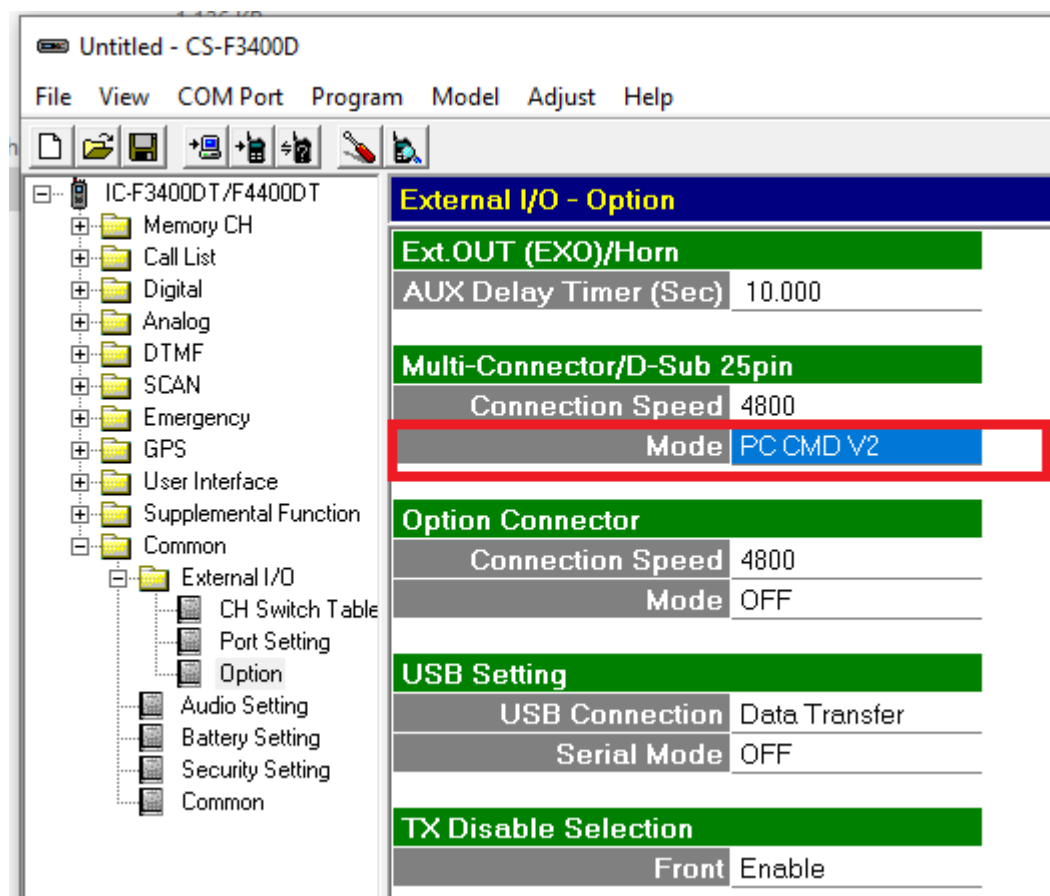 Untitled - CS-F3400D
File View COM Port Program Model Adjust Help
IC-F3400DT/F4400DT
Memory CH
Call List
Digital
Analog
DTMF
SCAN
Emergency
GPS
User Interface
Supplemental Function
Common
External I/O
CH Switch Table
Port Setting
Option
Audio Setting
Battery Setting
Security Setting
Common
External I/O - Option
Ext.OUT (EXO)/Horn
AUX Delay Timer (Sec) 10.000
Multi-Connector/D-Sub 25pin
Connection Speed 4800
Mode PC CMD V2
Option Connector
Connection Speed 4800
Mode OFF
USB Setting
USB Connection Data Transfer
Serial Mode OFF
TX Disable Selection
Front Enable